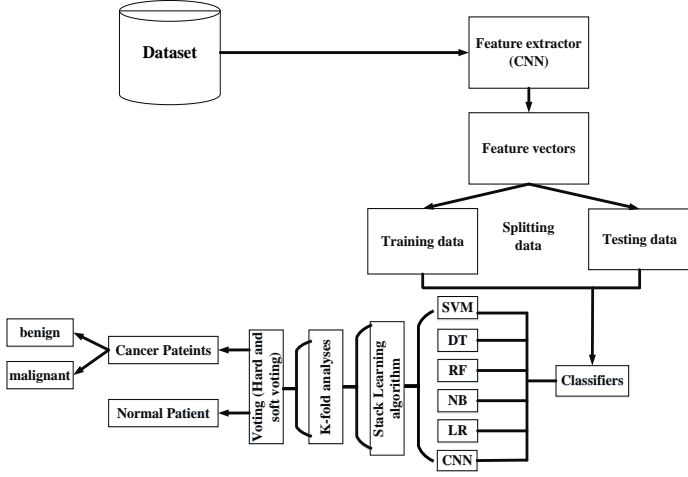 Dataset
Feature extractor
(CNN)
Feature vectors
Training data
Splitting
data
Testing data
SVM
DT
RF
NB
LR
CNN
Classifiers
Stack Learning
algorithm
K-fold analyses
Voting (Hard and
soft voting)
Cancer Pateints
Normal Patient
benign
malignant